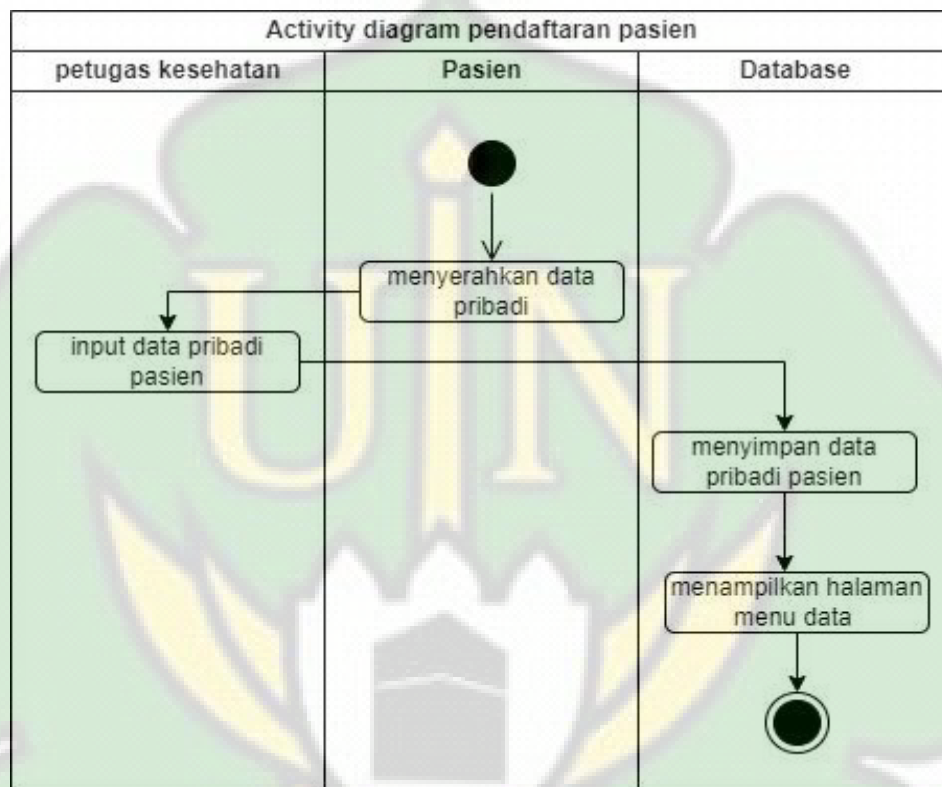 Activity diagram pendaftaran pasien
petugas kesehatan
Pasien
Database
menyerahkan data
pribadi
input data pribadi
pasien
menyimpan data
pribadi pasien
menampilkan halaman
menu data
UIN